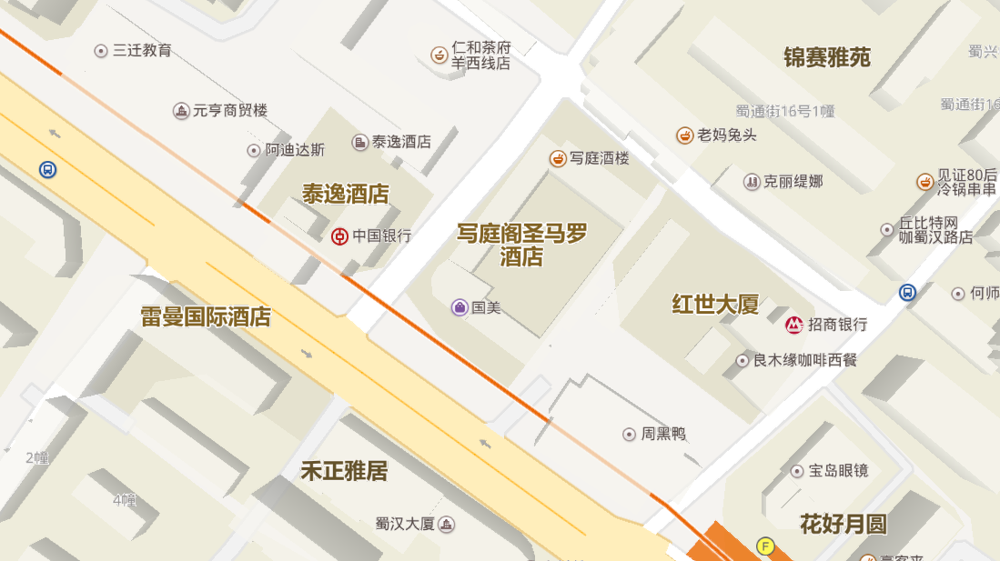 仁和茶府
羊西线店
三迁教育
锦赛雅苑
蜀兴
元亨商贸楼
蜀通街16号1幢
蜀通街16
老妈兔头
泰逸酒店
阿迪达斯
写庭酒楼
克丽缇娜
见证80后
冷锅串串
泰逸酒店
丘比特网
咖蜀汉路店
中国银行
写庭阁圣马罗
酒店
何师
红世大厦
国美
雷曼国际酒店
招商银行
良木缘咖啡西餐
周黑鸭
2幢
禾正雅居
宝岛眼镜
4幢
蜀汉大厦
花好月圆
F
豪客来